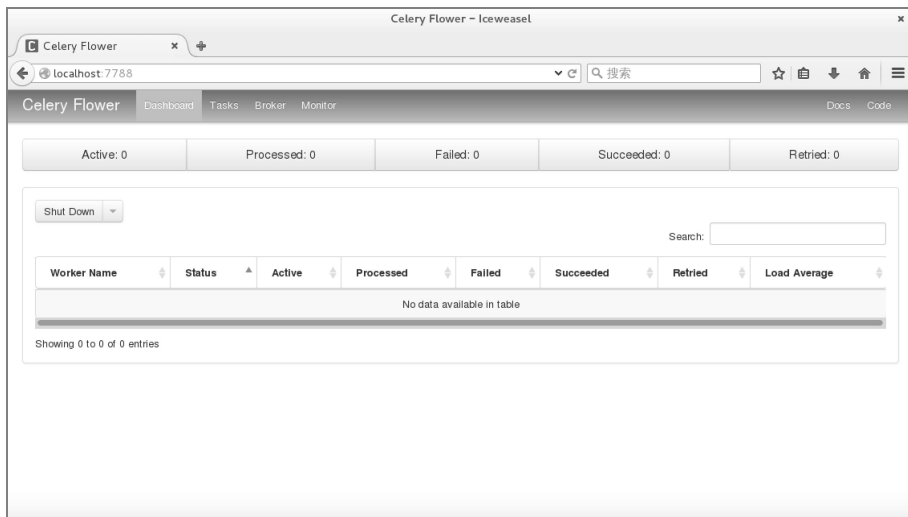 Celery Flower – Iceweasel
Celery Flower
localhost:7788
搜索
Celery Flower Dashboard Tasks Broker Monitor Docs Code
Active: 0 Processed: 0 Failed: 0 Succeeded: 0 Retried: 0
Shut Down
Search:
Worker Name Status Active Processed Failed Succeeded Retried Load Average
No data available in table
Showing 0 to 0 of 0 entries